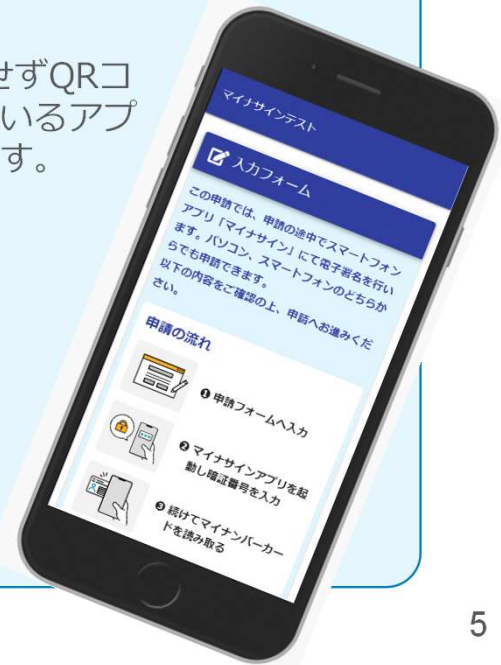 せずQRコ
いるアプ
す。
マイナサインテスト
入力フォーム
この申請では、申請の途中でスマートフォン
アプリ「マイナサイン」にて電子署名を行い
ます。パソコン、スマートフォンのどちらか
らでも申請できます。
以下の内容をご確認の上、申請へお進みくだ
さい。
申請の流れ
❶ 申請フォームへ入力
❷ マイナサインアプリを起
動し暗証番号を入力
❸ 続けてマイナンバーカー
ドを読み取る
5